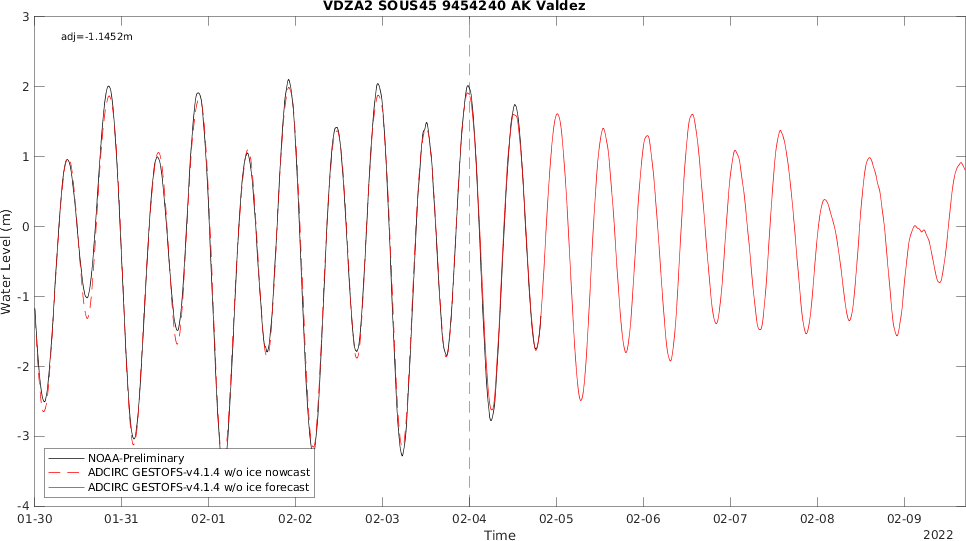 VDZA2 SOUS45 9454240 AK Valdez
adj=-1.1452m
3
2
1
0
-1
-2
-3
-4
Water Level (m)
NOAA-Preliminary
ADCIRC GESTOFS-v4.1.4 w/o ice nowcast
ADCIRC GESTOFS-v4.1.4 w/o ice forecast
01-30 01-31 02-01 02-02 02-03 02-04 02-05 02-06 02-07 02-08 02-09
Time
2022